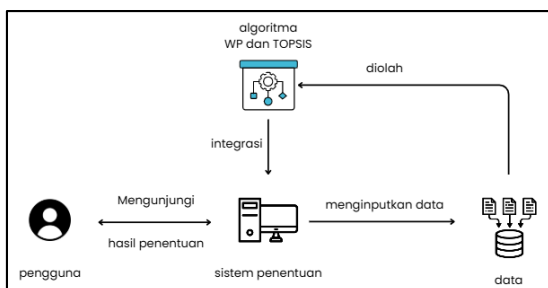 algoritma
WP dan TOPSIS
diolah
integrasi
Mengunjungi
menginputkan data
hasil penentuan
pengguna
sistem penentuan
data